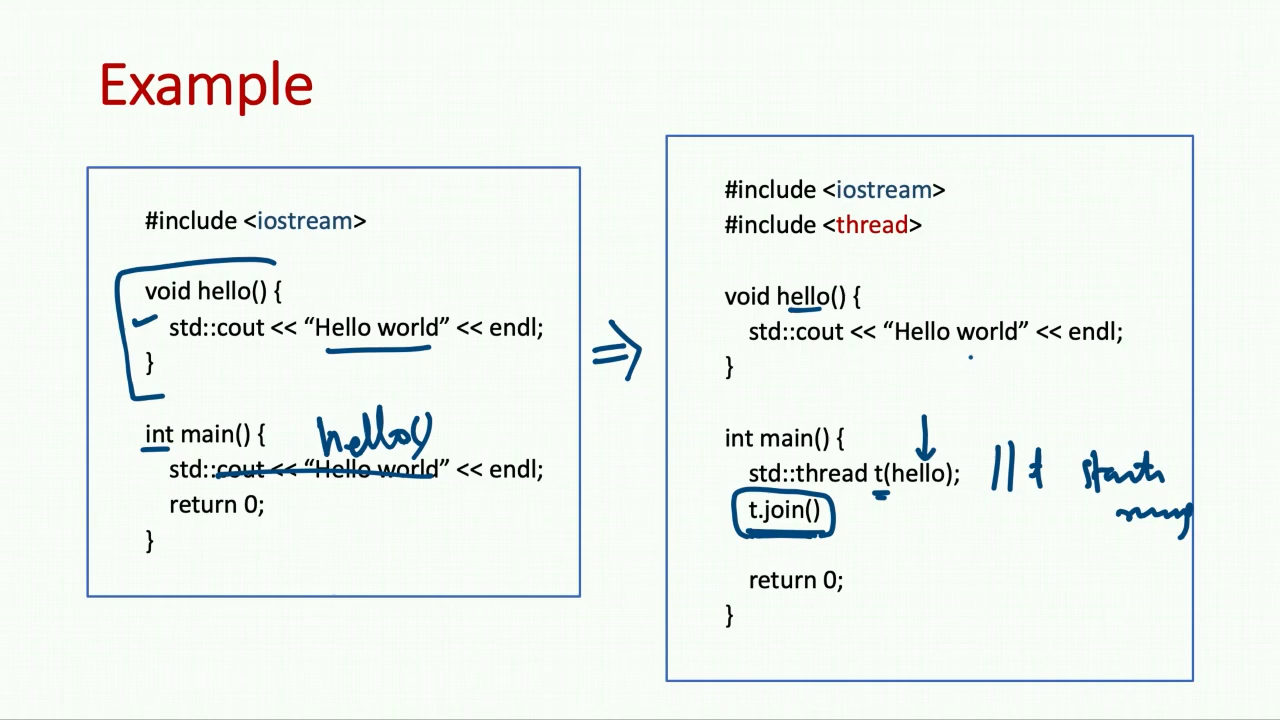 Example
#include <iostream>
void hello() {
std::cout << “Hello world” << endl;
}
int main() {
hello()
std::cout << “Hello world” << endl;
return 0;
}
⇒
#include <iostream>
#include <thread>
void hello() {
std::cout << “Hello world” << endl;
}
int main() {
std::thread t(hello);
// t starts
t.join()
return 0;
}